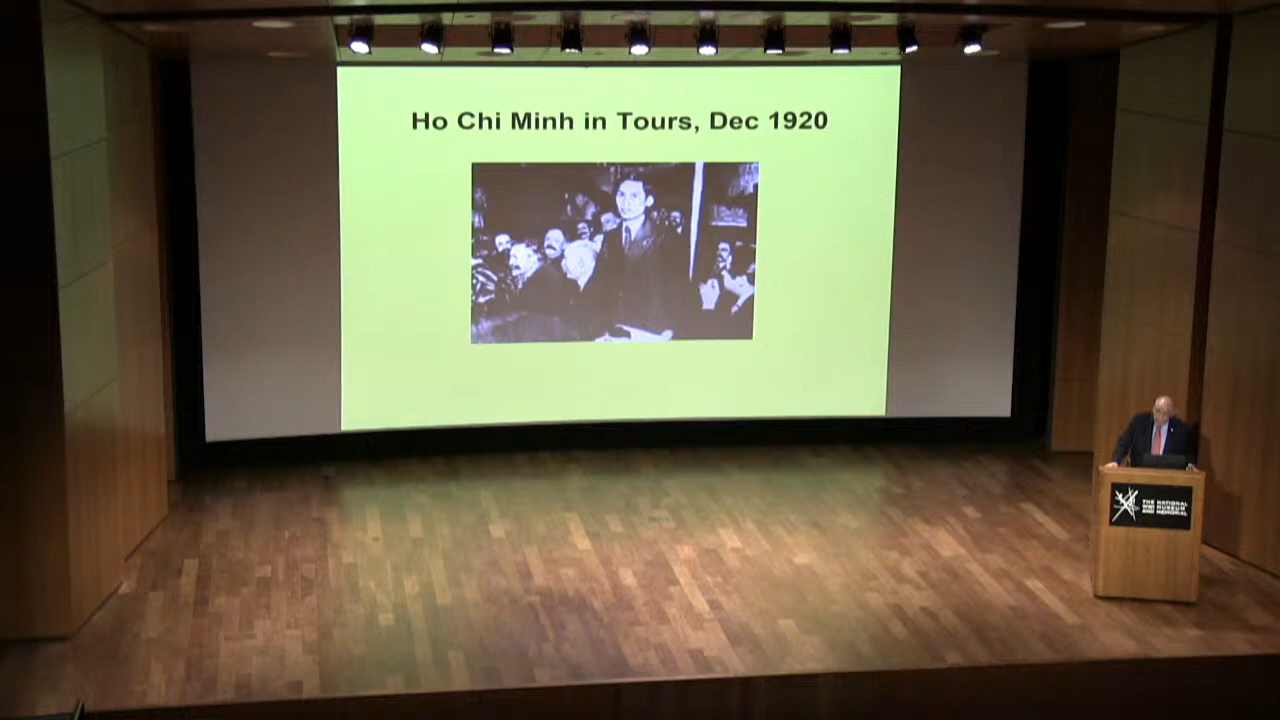 Ho Chi Minh in Tours, Dec 1920
THE NATIONAL
WWI MUSEUM
AND MEMORIAL